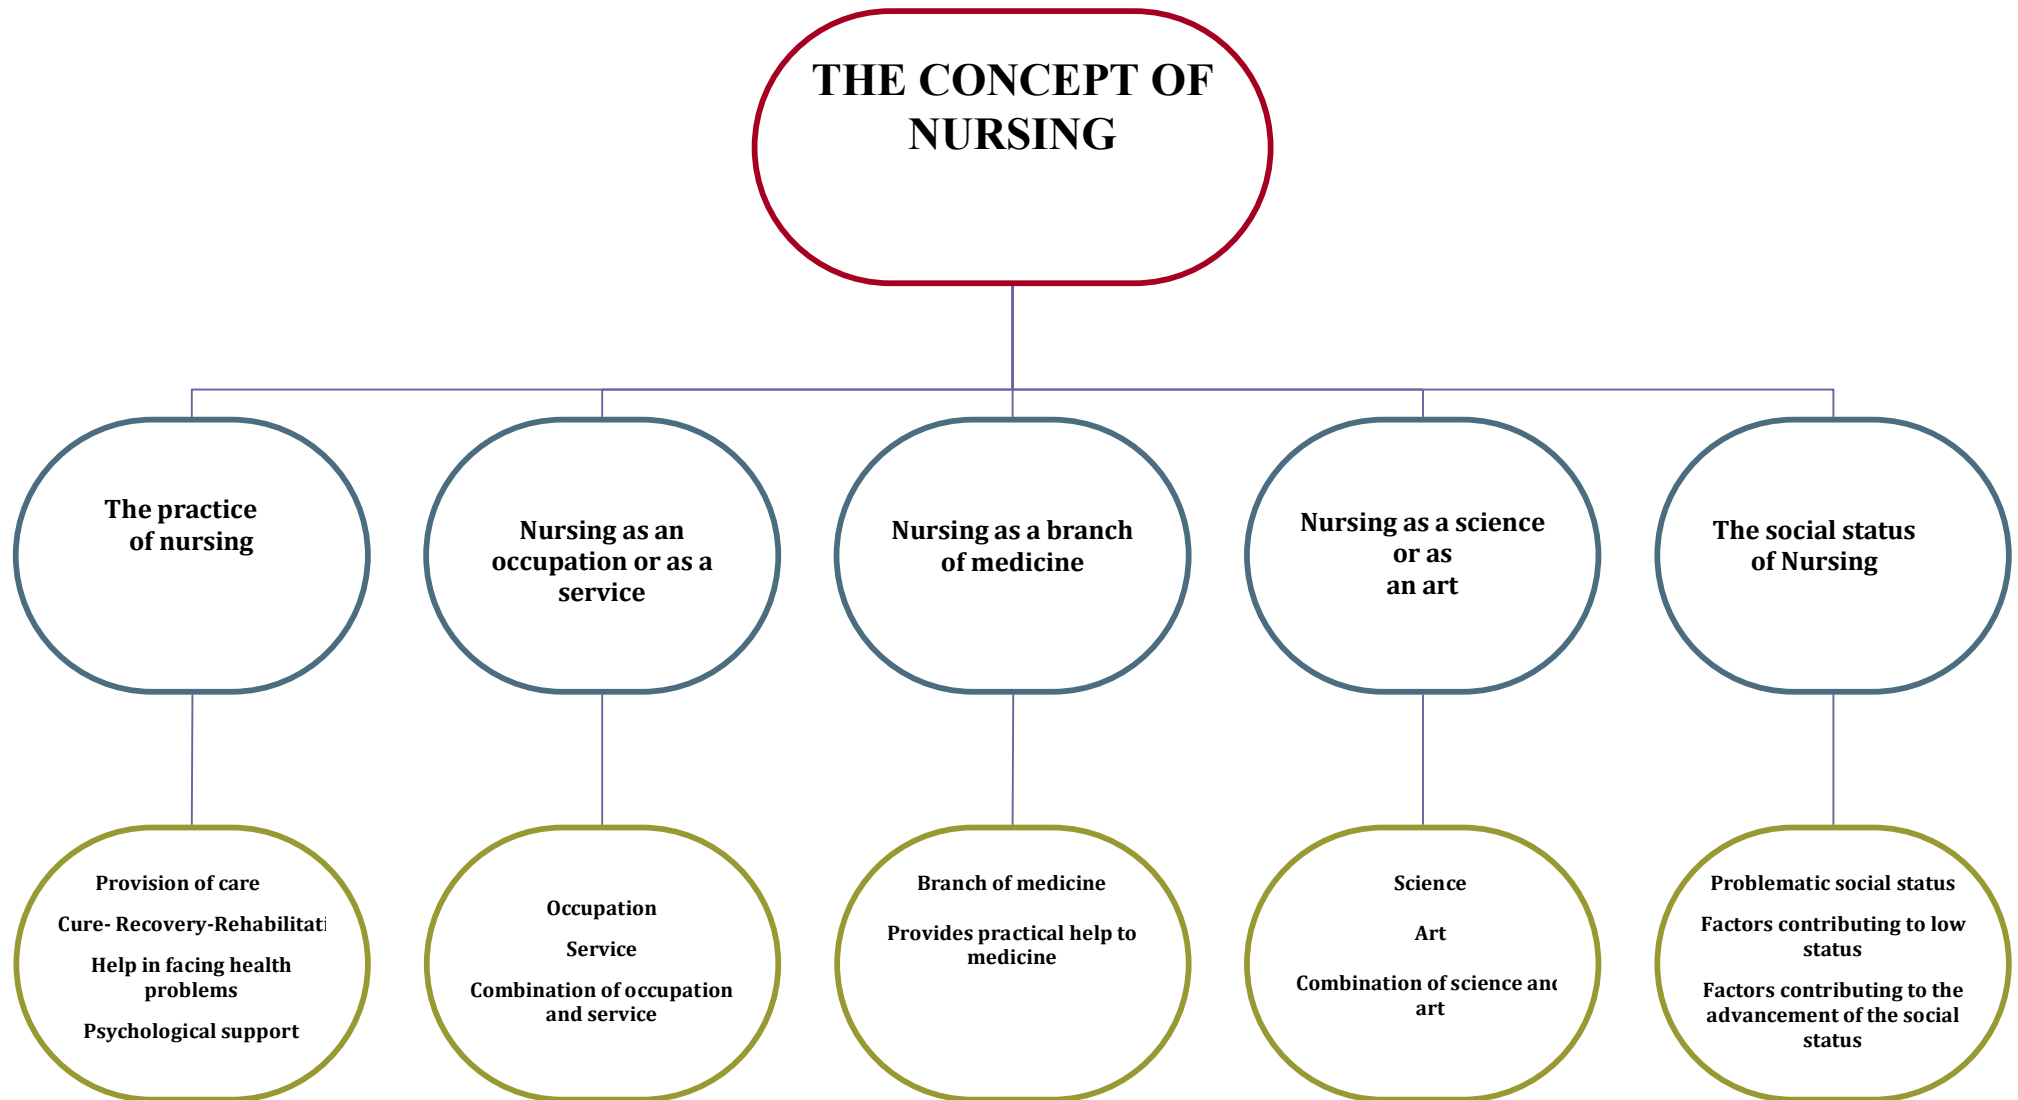 THE CONCEPT OF
NURSING
The practice
of nursing
Nursing as an
occupation or as a
service
Nursing as a branch
of medicine
Nursing as a science
or as
an art
The social status
of Nursing
Provision of care
Cure- Recovery-Rehabilitati
Help in facing health
problems
Psychological support
Occupation
Service
Combination of occupation
and service
Branch of medicine
Provides practical help to
medicine
Science
Art
Combination of science and
art
Problematic social status
Factors contributing to low
status
Factors contributing to the
advancement of the social
status